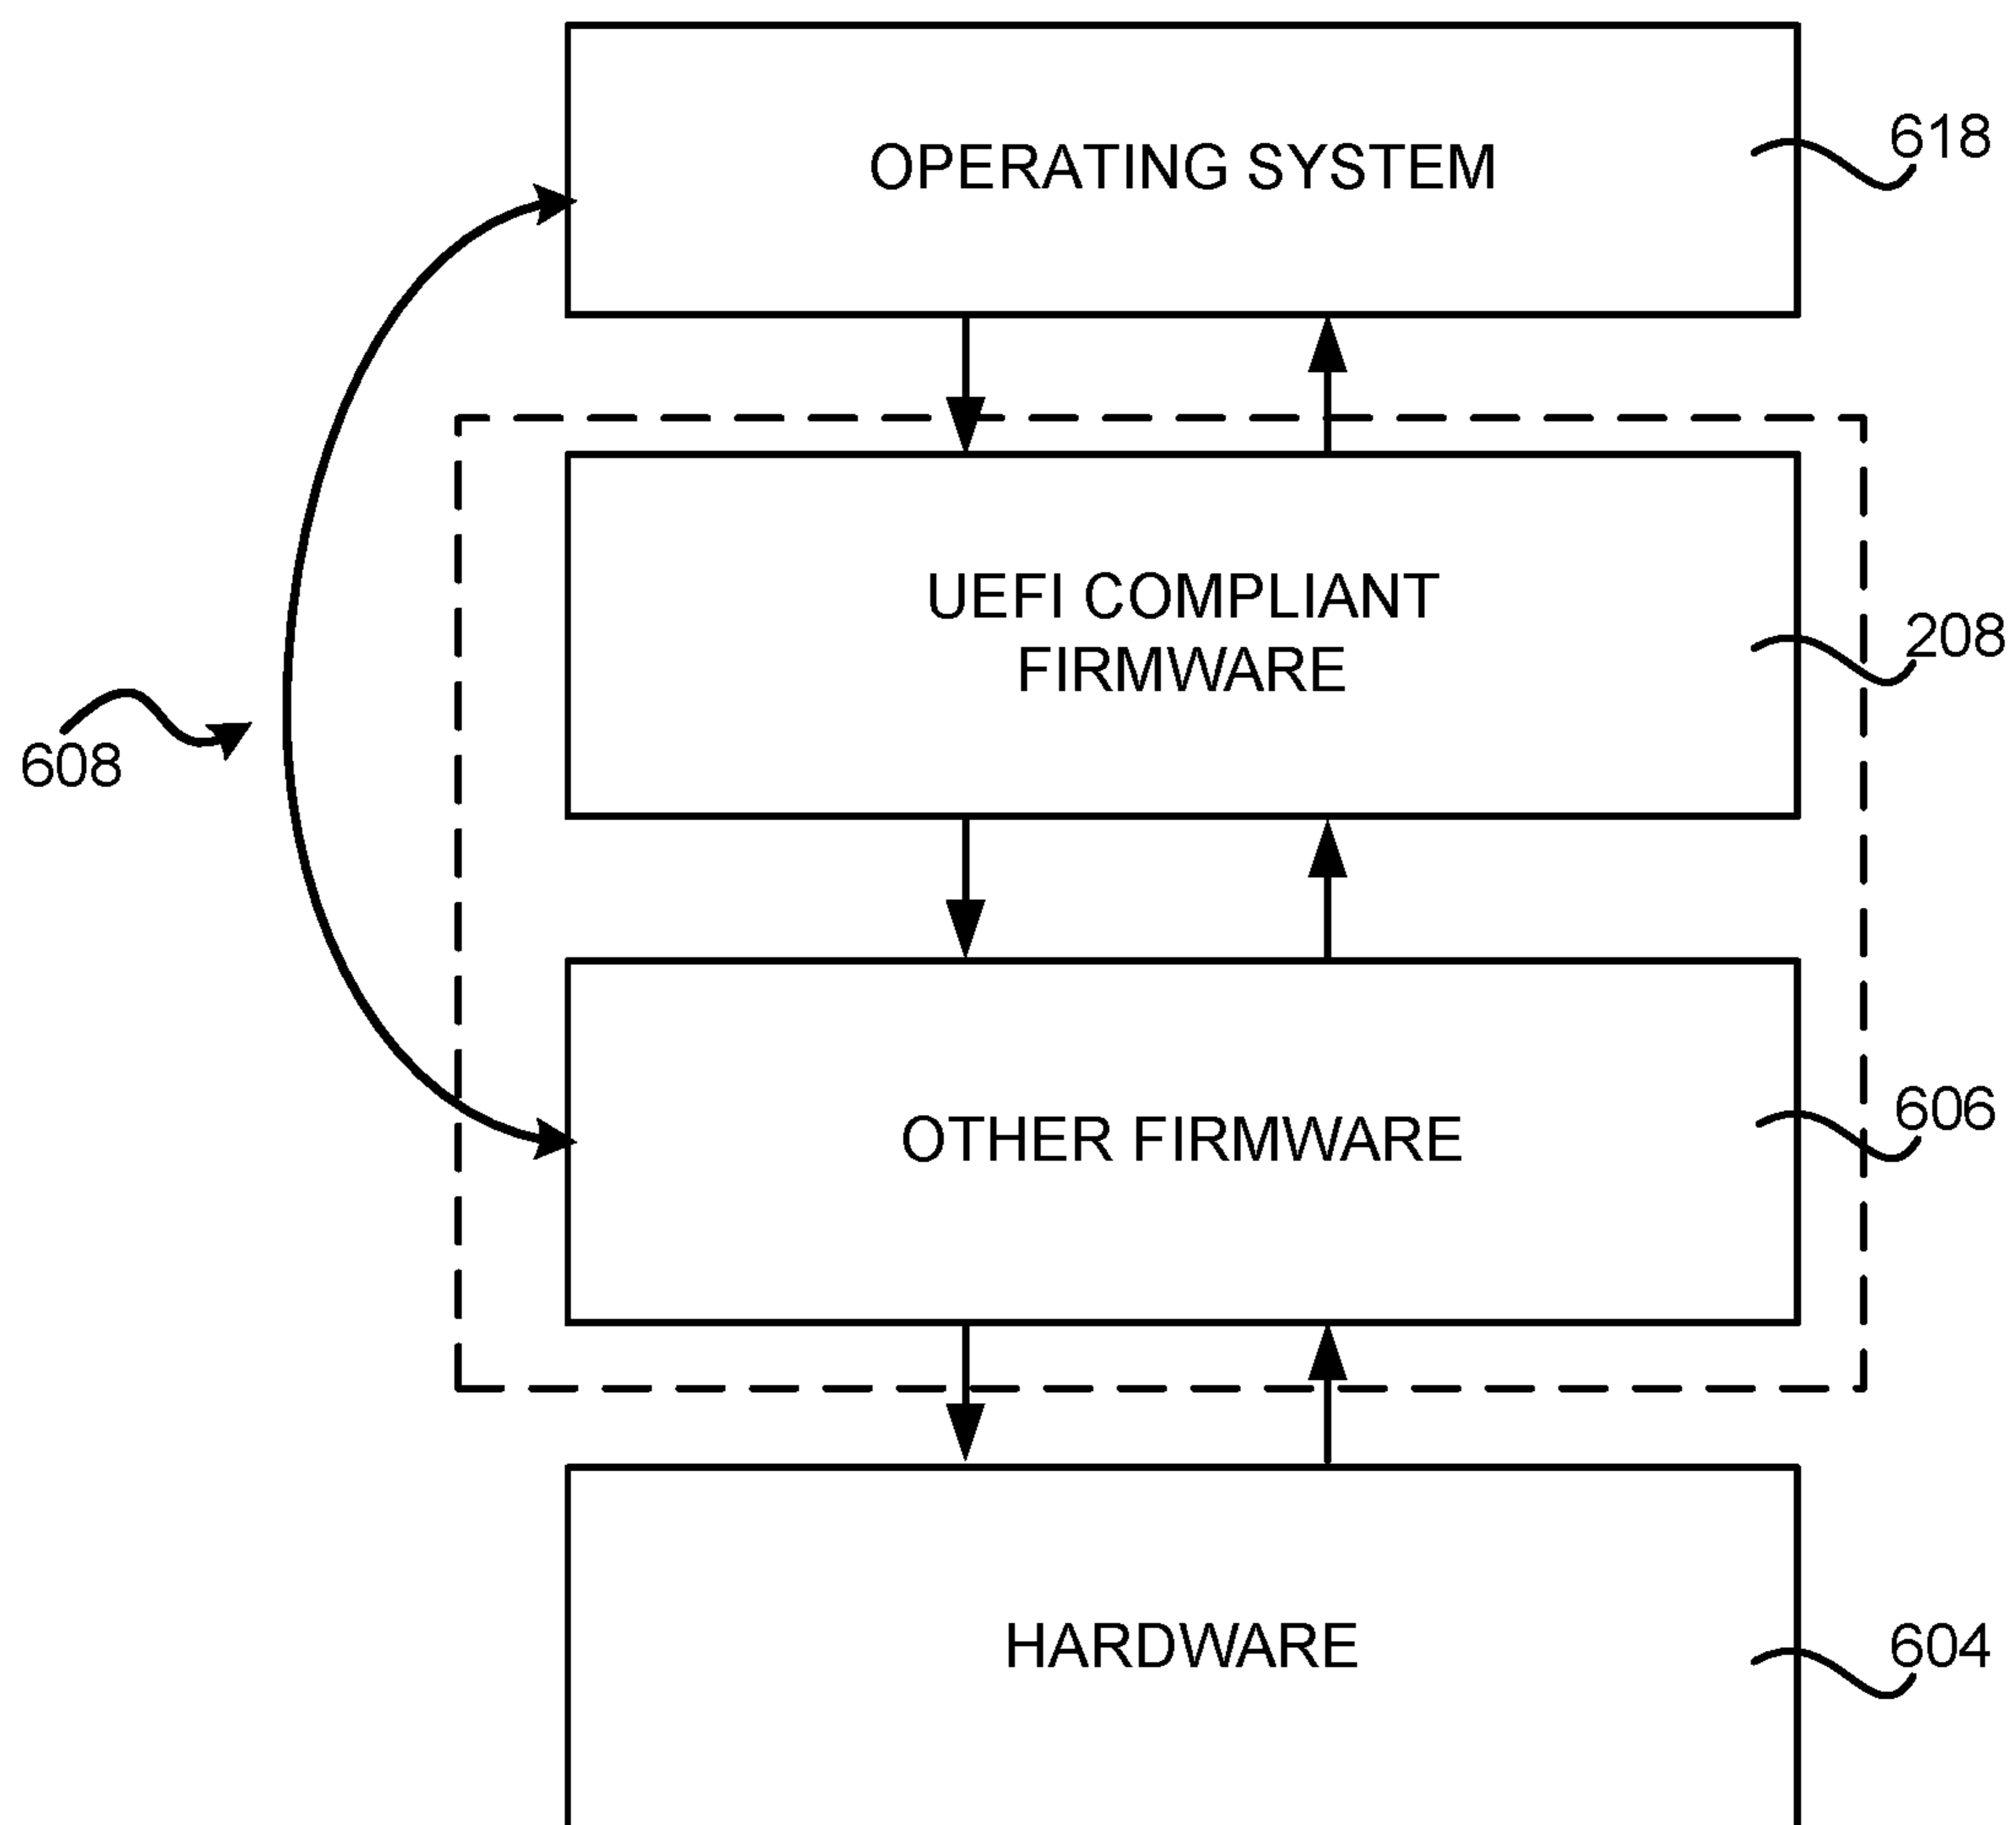 OPERATING SYSTEM
618
UEFI COMPLIANT
FIRMWARE
208
608
OTHER FIRMWARE
606
HARDWARE
604